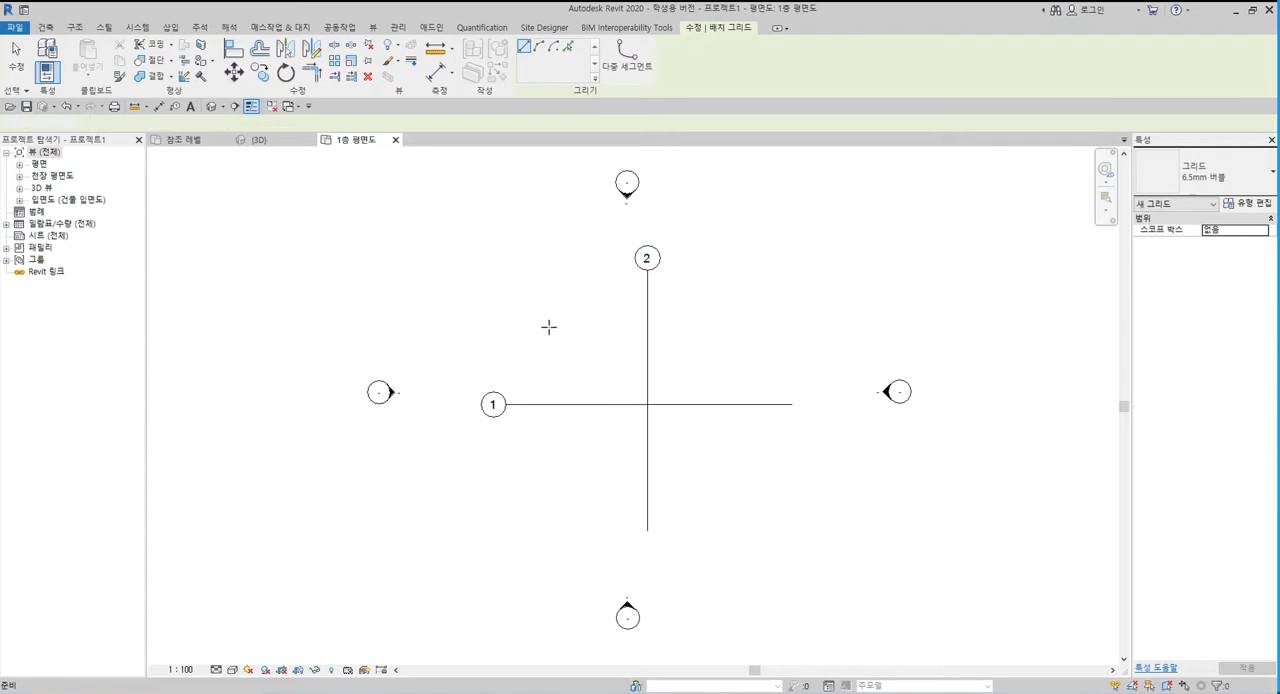 Autodesk Revit 2020 - 학생용 버전 - 프로젝트1 - 평면도: 1층 평면도
로그인
파일 건축 구조 스틸 시스템 삽입 주석 해석 매스작업 & 대지 공동작업 뷰 관리 애드인 Quantification Site Designer BIM Interoperability Tools 수정 | 배치 그리드
수정
붙여넣기
코핑
절단
결합
다중 세그먼트
선택 특성 클립보드 형상 수정 뷰 측정 작성 그리기
프로젝트 탐색기 - 프로젝트1
참조 레벨
{3D}
1층 평면도
특성
뷰 (전체)
평면
천장 평면도
3D 뷰
입면도 (건물 입면도)
범례
일람표/수량 (전체)
시트 (전체)
패밀리
그룹
Revit 링크
2
1
그리드
6.5mm 버블
새 그리드
유형 편집
범위
스코프 박스
없음
1 : 100
특성 도움말
적용
준비
:0
주모델
:0